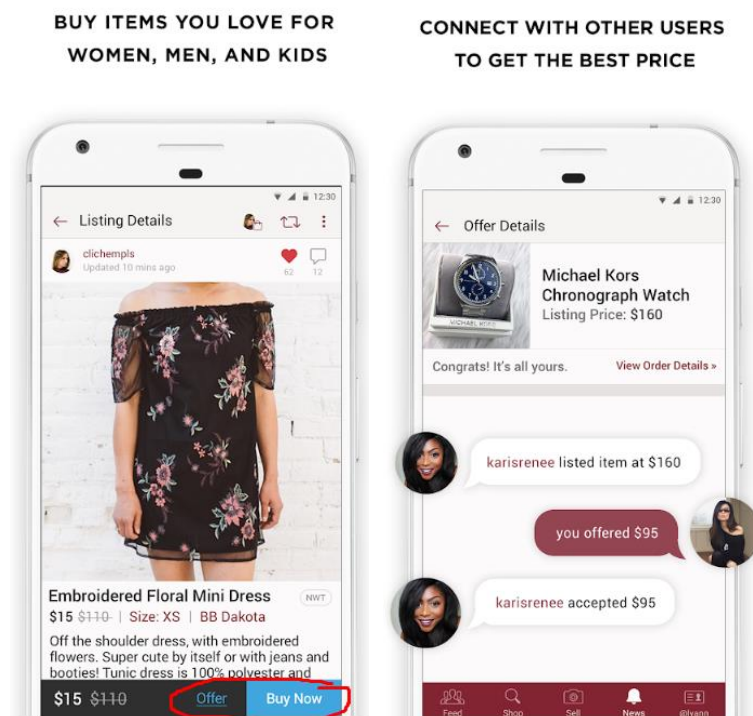 BUY ITEMS YOU LOVE FOR
WOMEN, MEN, AND KIDS
12:30
Listing Details
clichempls
Updated 10 mins ago
62
12
Embroidered Floral Mini Dress
NWT
$15 $110 | Size: XS | BB Dakota
Off the shoulder dress, with embroidered
flowers. Super cute by itself or with jeans and
booties! Tunic dress is 100% polyester and
$15 $110 Offer Buy Now
CONNECT WITH OTHER USERS
TO GET THE BEST PRICE
12:30
Offer Details
MICHAEL KORS
Michael Kors
Chronograph Watch
Listing Price: $160
Congrats! It's all yours. View Order Details »
karisrenee listed item at $160
you offered $95
karisrenee accepted $95
Feed Shop Sell News @lyann